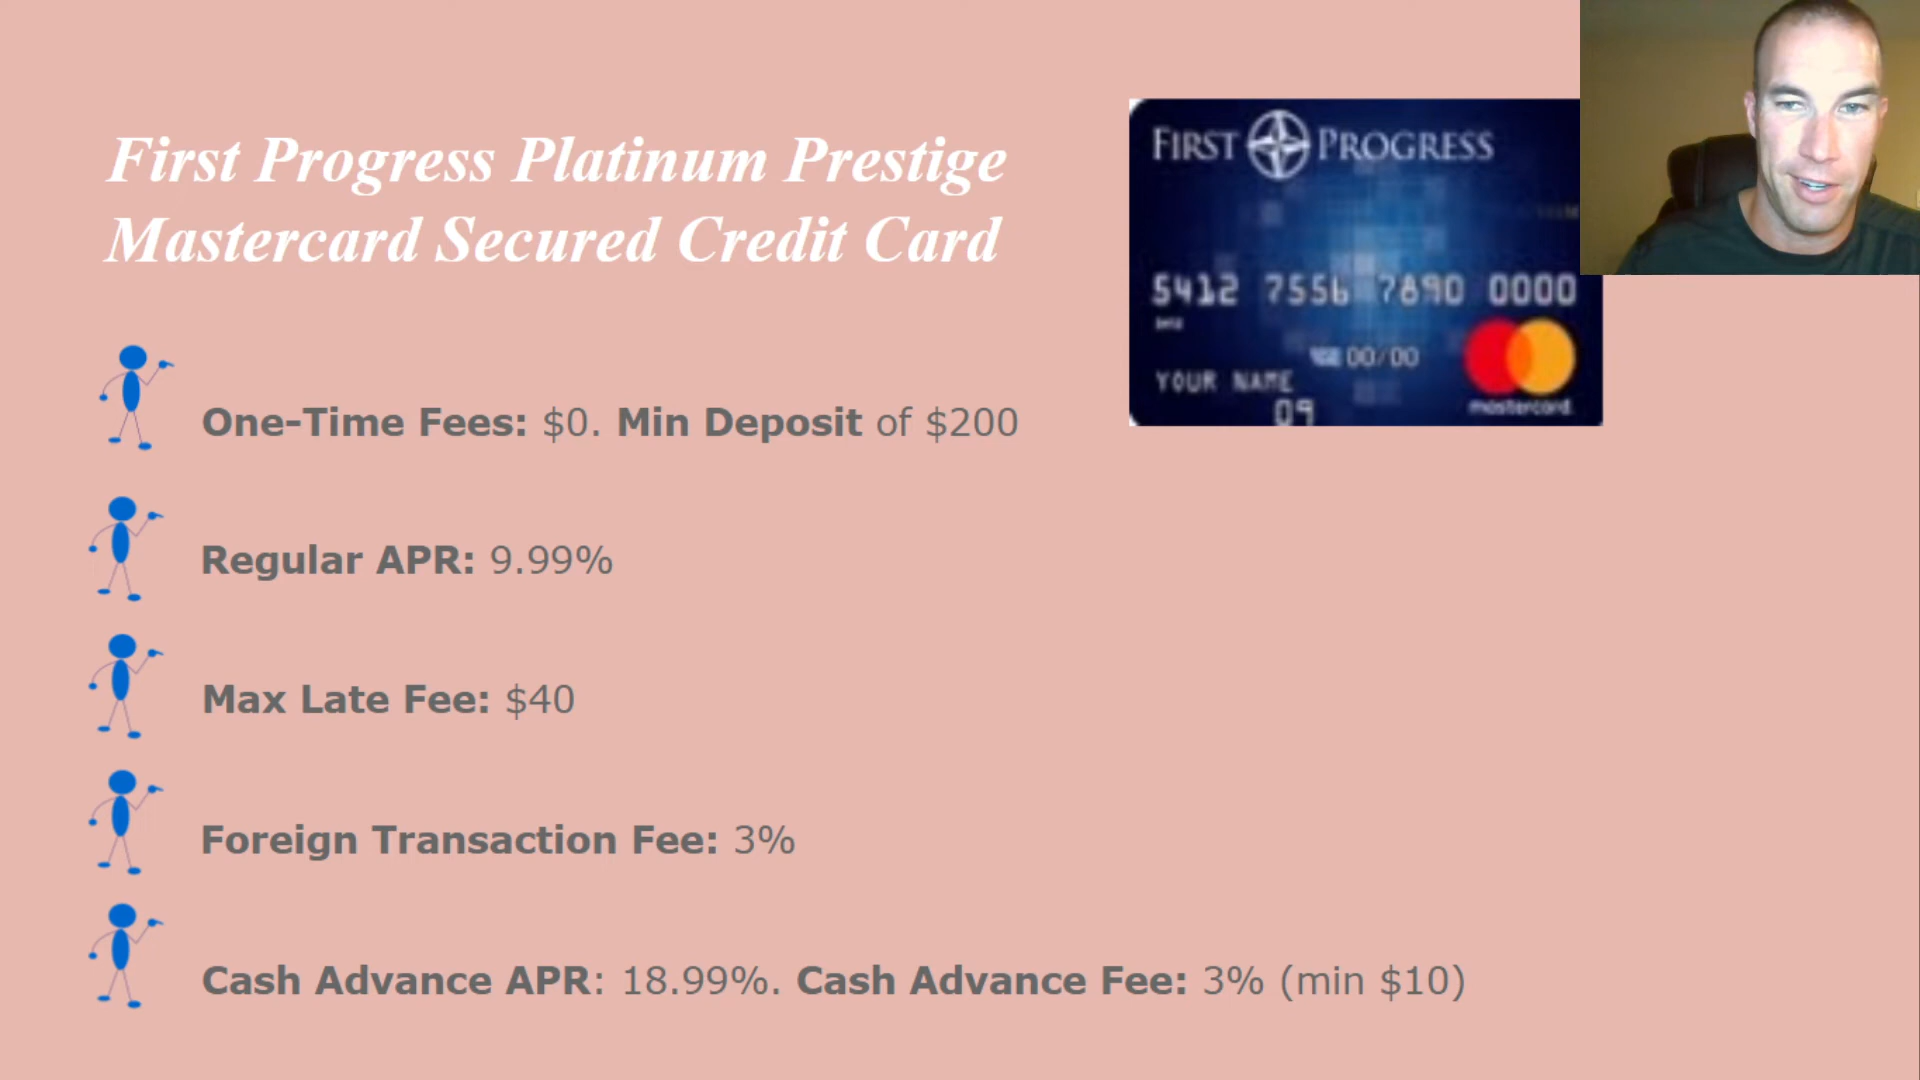 First Progress Platinum Prestige
Mastercard Secured Credit Card
FIRST PROGRESS
5412 7556 7890 0000
00/00
YOUR NAME
09
mastercard
One-Time Fees: $0. Min Deposit of $200
Regular APR: 9.99%
Max Late Fee: $40
Foreign Transaction Fee: 3%
Cash Advance APR: 18.99%. Cash Advance Fee: 3% (min $10)